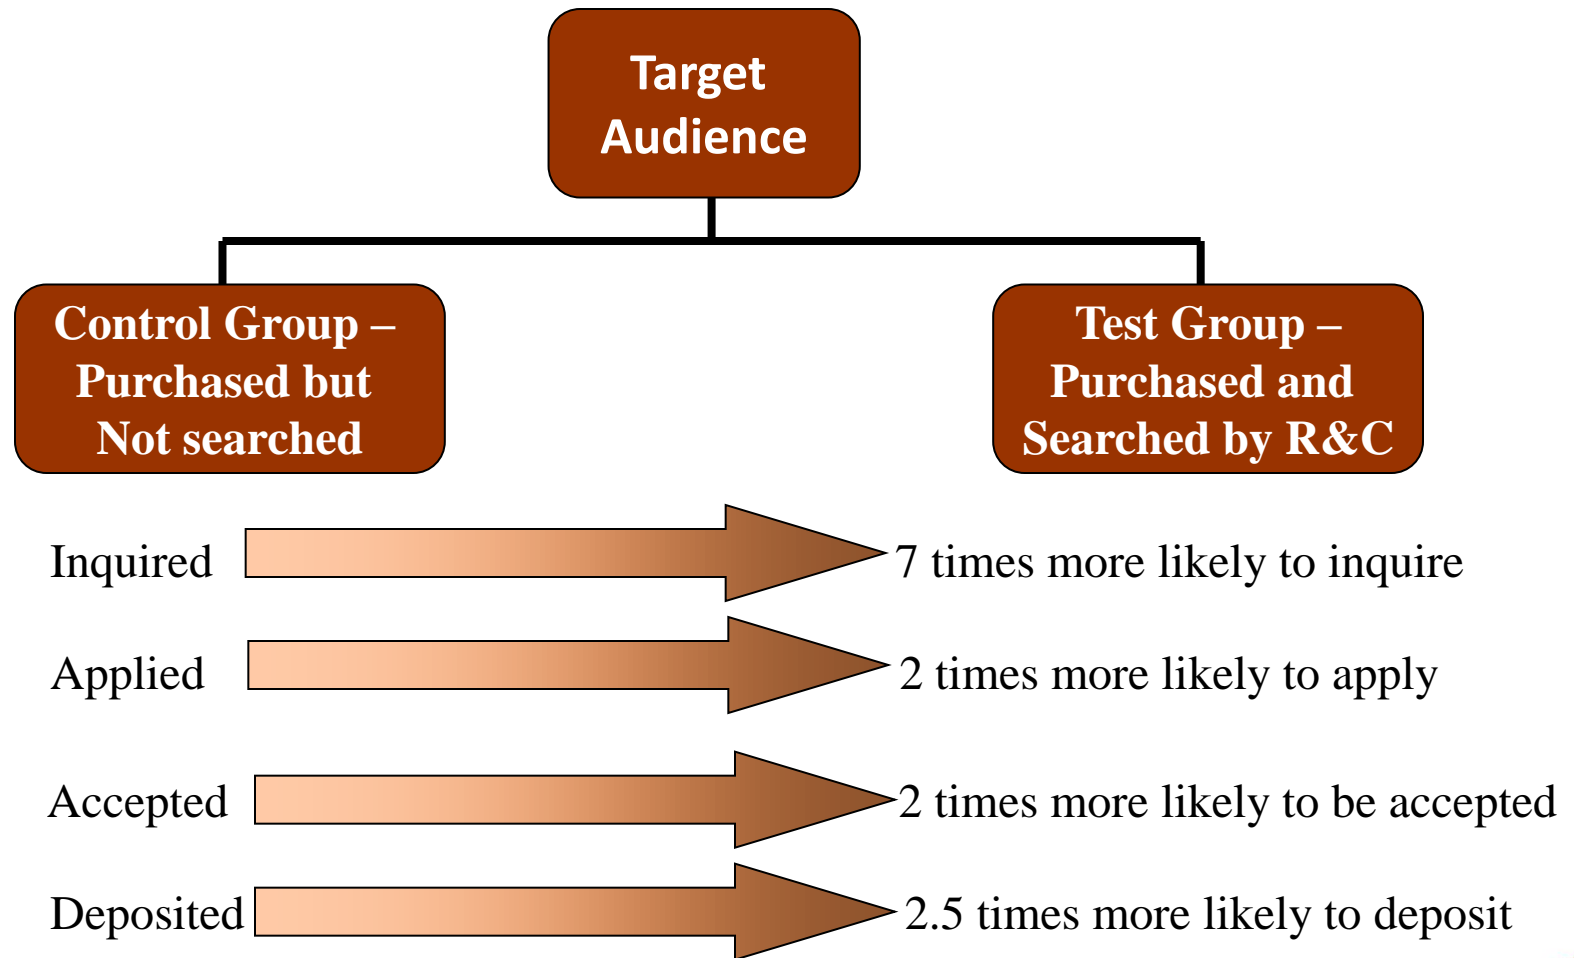 Target
Audience
Control Group –
Purchased but
Not searched
Test Group –
Purchased and
Searched by R&C
Inquired
7 times more likely to inquire
Applied
2 times more likely to apply
Accepted
2 times more likely to be accepted
Deposited
2.5 times more likely to deposit